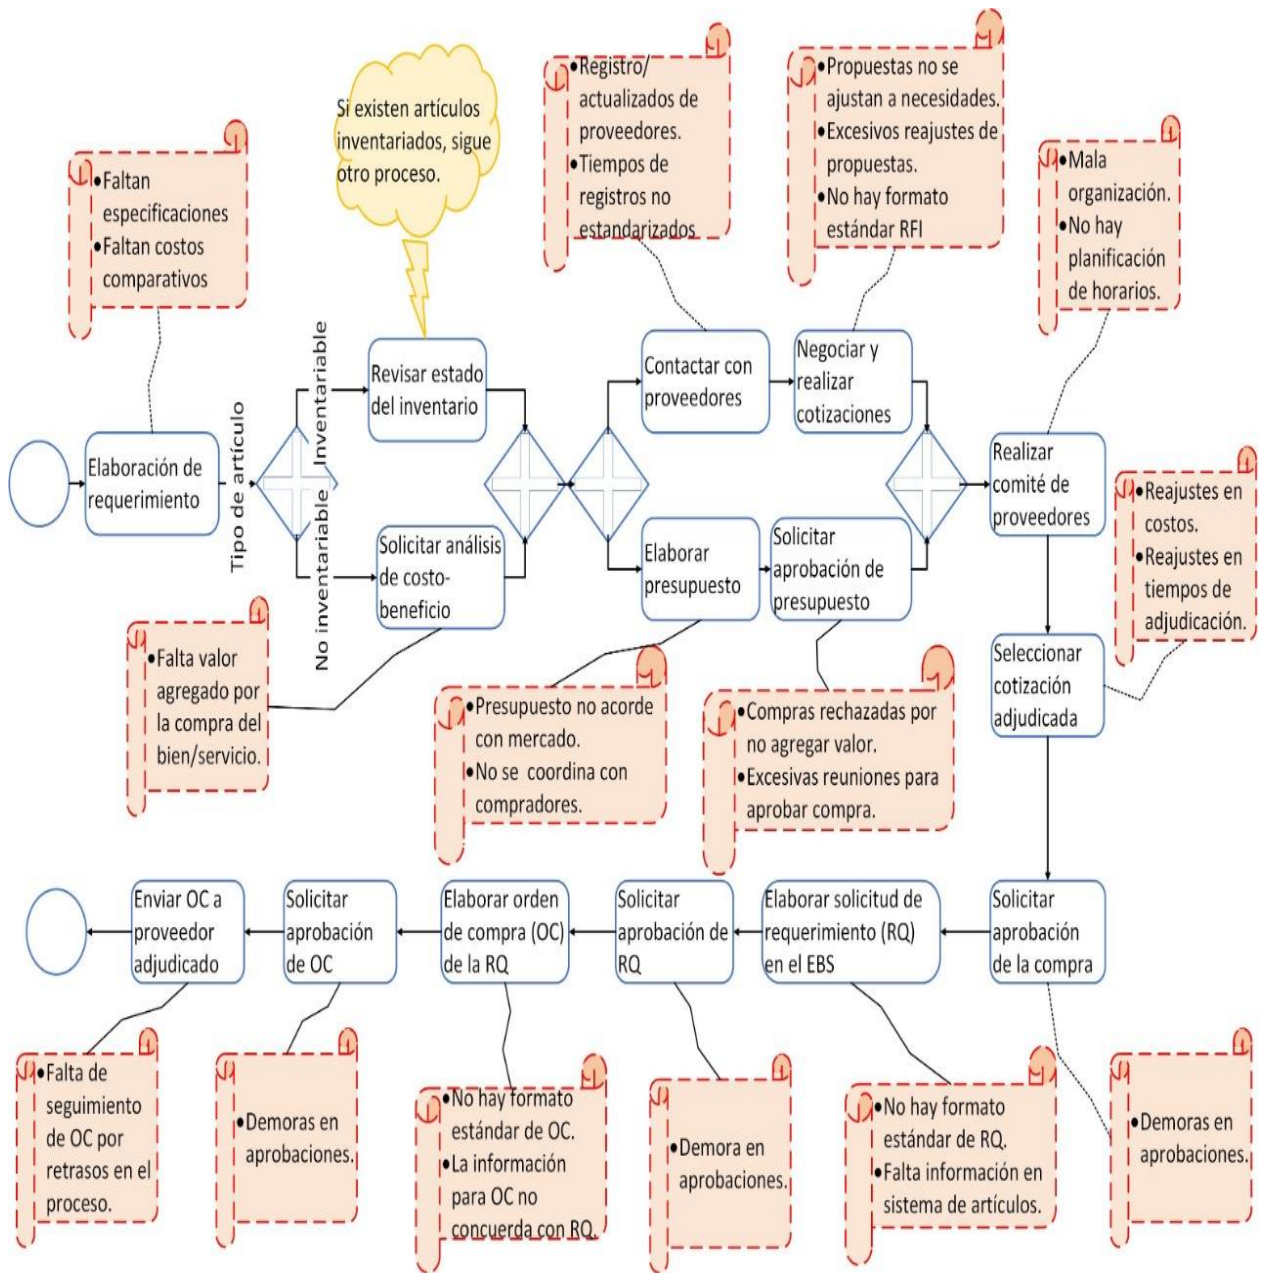 •Faltan
especificaciones
•Faltan costos
comparativos
Si existen artículos
inventariados, sigue
otro proceso.
•Registro/
actualizados de
proveedores.
•Tiempos de
registros no
estandarizados
•Propuestas no se
ajustan a necesidades.
•Excesivos reajustes de
propuestas.
•No hay formato
estándar RFI
•Mala
organización.
•No hay
planificación
de horarios.
Elaboración de
requerimiento
Tipo de artículo
Inventariable
No inventariable
Revisar estado
del inventario
Solicitar análisis
de costo-
beneficio
Contactar con
proveedores
Negociar y
realizar
cotizaciones
Elaborar
presupuesto
Solicitar
aprobación de
presupuesto
Realizar
comité de
proveedores
•Reajustes en
costos.
•Reajustes en
tiempos de
adjudicación.
•Falta valor
agregado por
la compra del
bien/servicio.
•Presupuesto no acorde
con mercado.
•No se coordina con
compradores.
•Compras rechazadas por
no agregar valor.
•Excesivas reuniones para
aprobar compra.
Seleccionar
cotización
adjudicada
Enviar OC a
proveedor
adjudicado
Solicitar
aprobación
de OC
Elaborar orden
de compra (OC)
de la RQ
Solicitar
aprobación de
RQ
Elaborar solicitud de
requerimiento (RQ)
en el EBS
Solicitar
aprobación
de la compra
•Falta de
seguimiento
de OC por
retrasos en el
proceso.
•Demoras en
aprobaciones.
•No hay formato
estándar de OC.
•La información
para OC no
concuerda con RQ.
•Demora en
aprobaciones.
•No hay formato
estándar de RQ.
•Falta información en
sistema de artículos.
•Demoras en
aprobaciones.